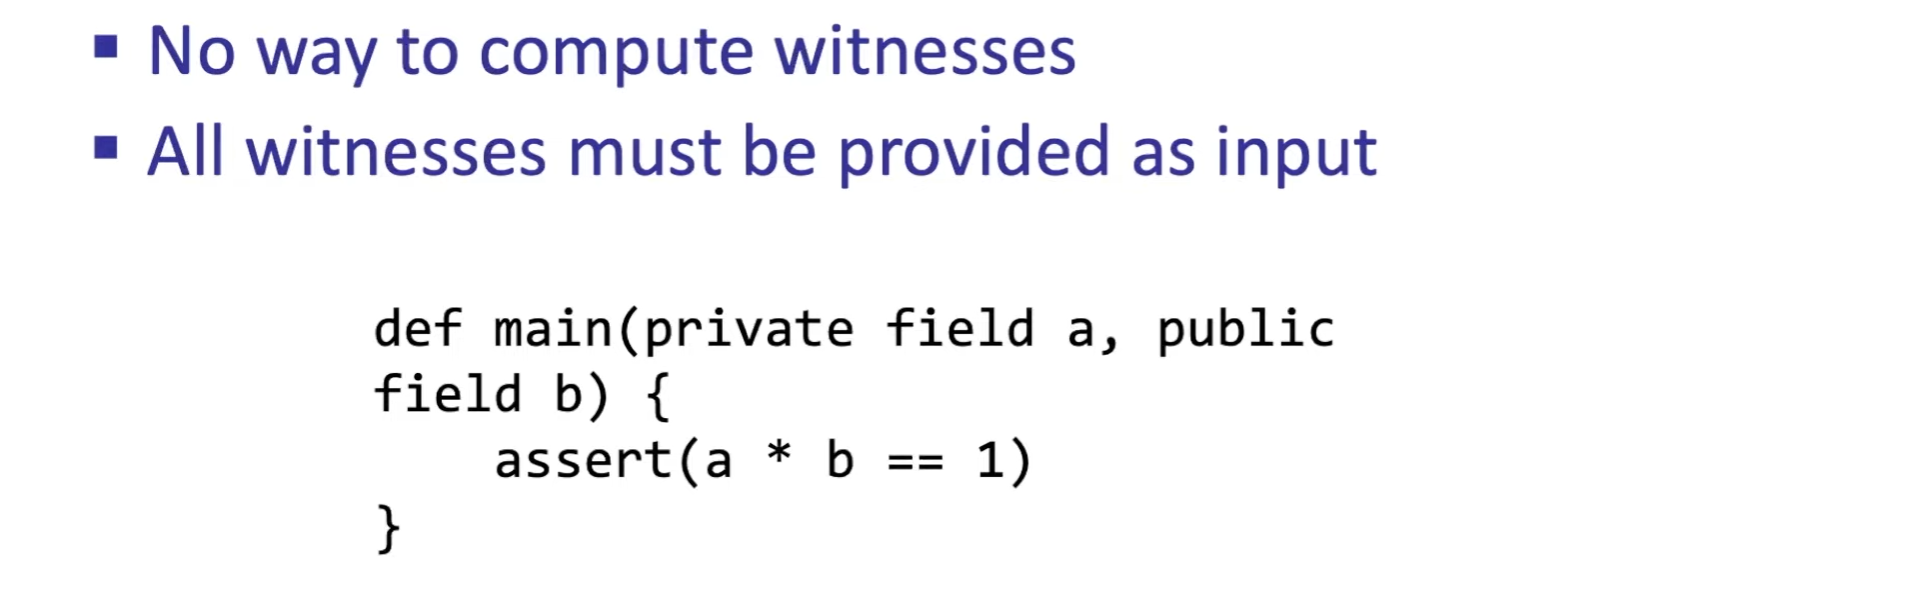 ▪ No way to compute witnesses
▪ All witnesses must be provided as input
def main(private field a, public
field b) {
    assert(a * b == 1)
}